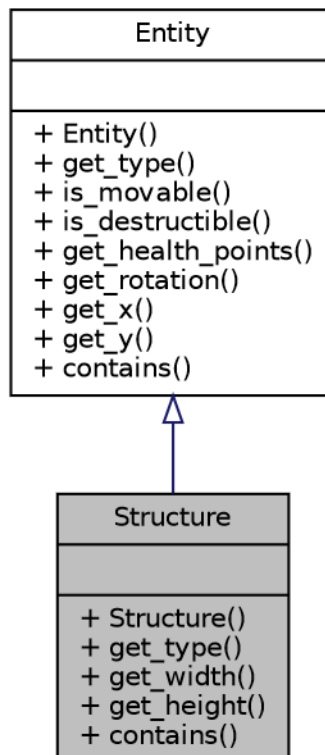 Entity
+ Entity()
+ get_type()
+ is_movable()
+ is_destructible()
+ get_health_points()
+ get_rotation()
+ get_x()
+ get_y()
+ contains()
Structure
+ Structure()
+ get_type()
+ get_width()
+ get_height()
+ contains()